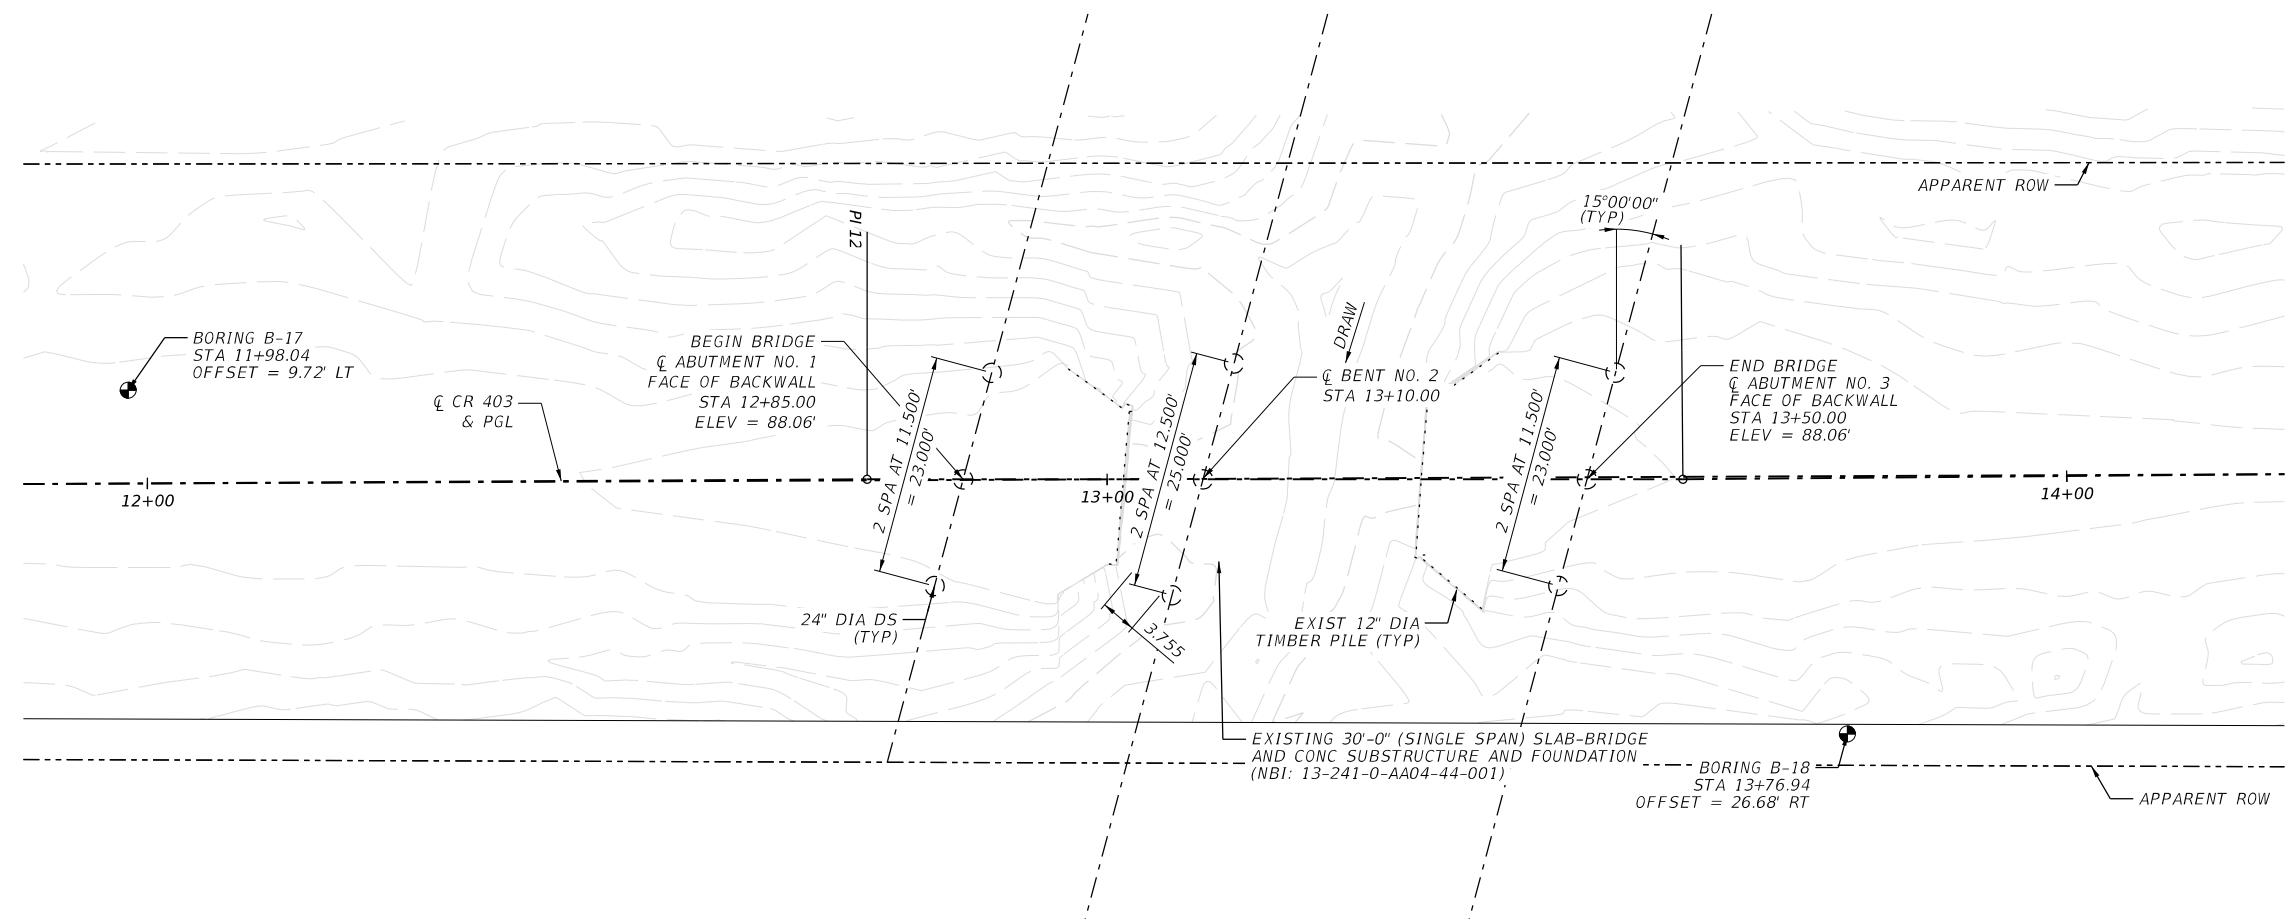 APPARENT ROW
15°00'00"
(TYP)
PI 12
BORING B-17
STA 11+98.04
OFFSET = 9.72' LT
℄ CR 403
& PGL
BEGIN BRIDGE
℄ ABUTMENT NO. 1
FACE OF BACKWALL
STA 12+85.00
ELEV = 88.06'
2 SPA AT 11.500'
= 23.000'
2 SPA AT 12.500'
= 25.000'
DRAW
℄ BENT NO. 2
STA 13+10.00
2 SPA AT 11.500'
= 23.000'
END BRIDGE
℄ ABUTMENT NO. 3
FACE OF BACKWALL
STA 13+50.00
ELEV = 88.06'
12+00
13+00
14+00
24" DIA DS
(TYP)
3.755
EXIST 12" DIA
TIMBER PILE (TYP)
EXISTING 30'-0" (SINGLE SPAN) SLAB-BRIDGE
AND CONC SUBSTRUCTURE AND FOUNDATION
(NBI: 13-241-0-AA04-44-001)
BORING B-18
STA 13+76.94
OFFSET = 26.68' RT
APPARENT ROW